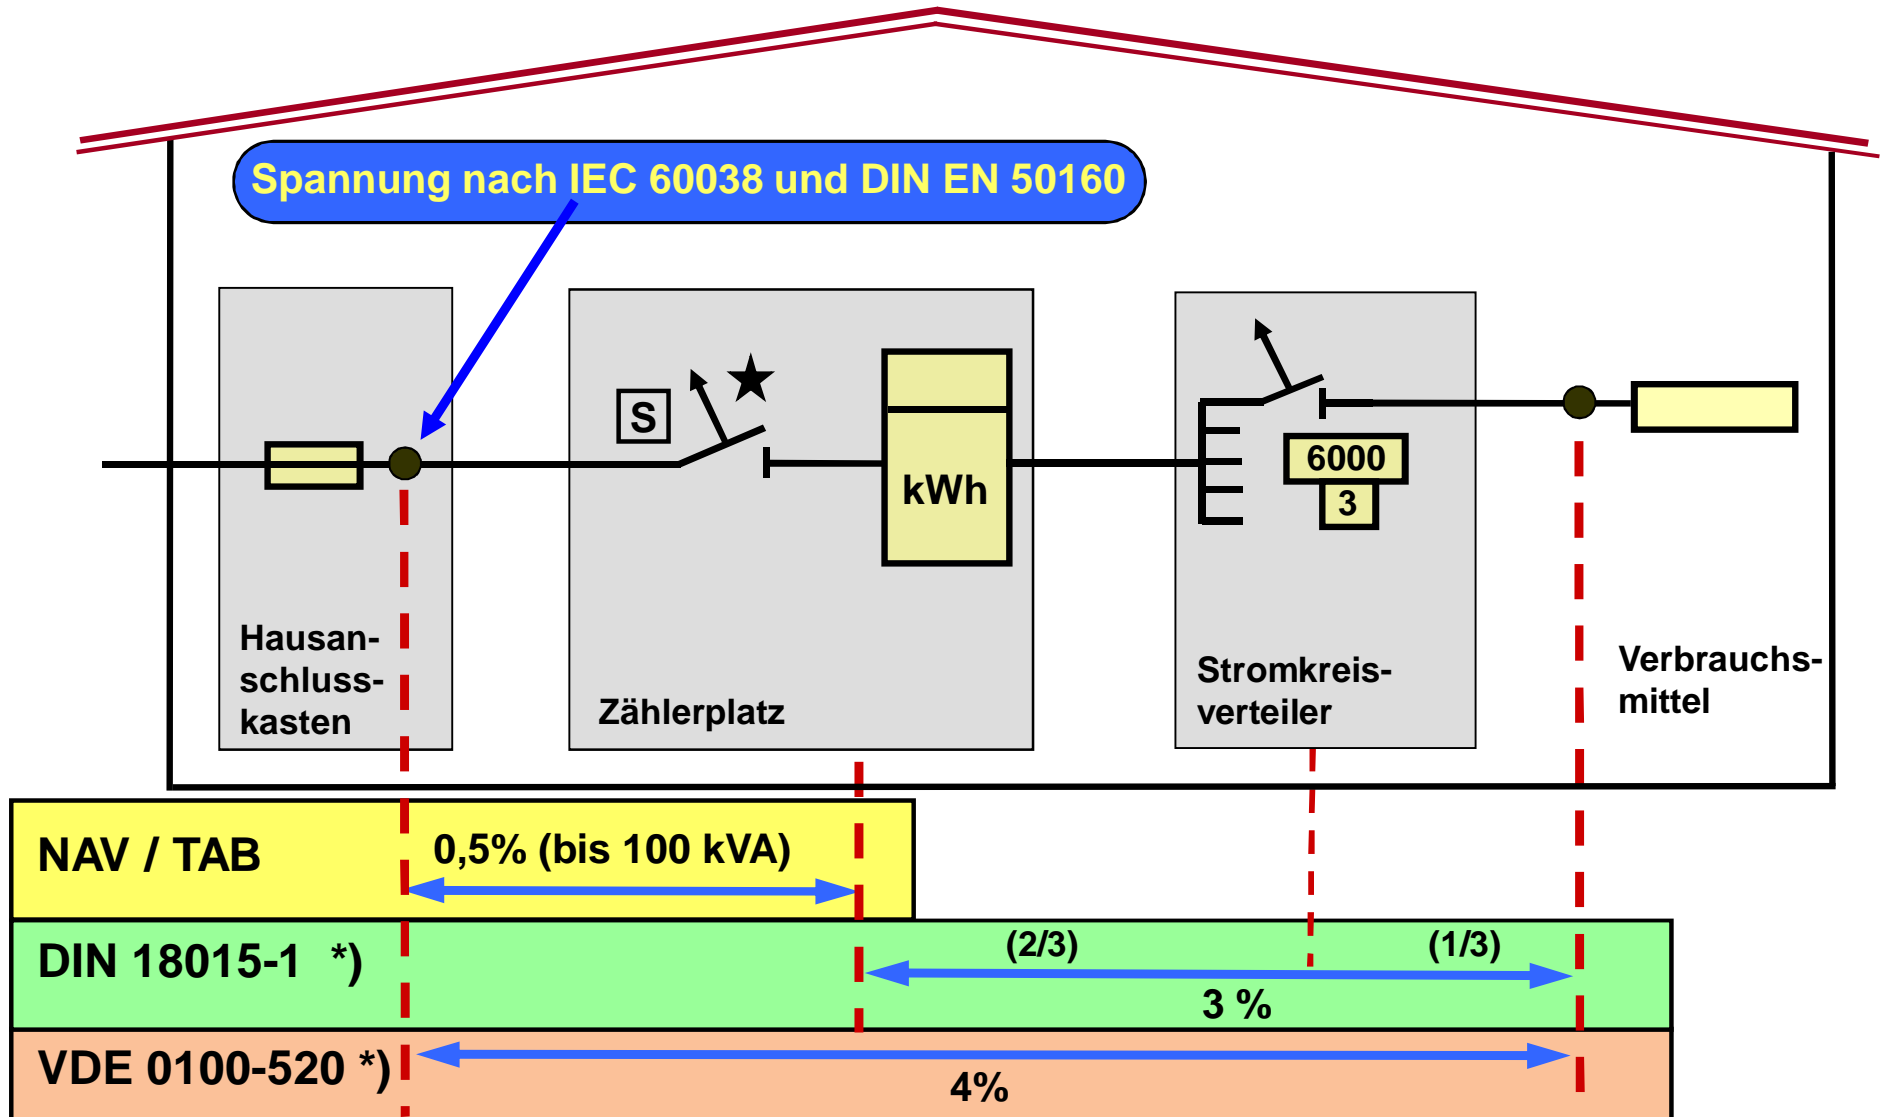 Spannung nach IEC 60038 und DIN EN 50160
S
kWh
6000
3
Hausan-
schluss-
kasten
Zählerplatz
Stromkreis-
verteiler
Verbrauchs-
mittel
NAV / TAB
0,5% (bis 100 kVA)
DIN 18015-1 *)
(2/3)
(1/3)
3 %
VDE 0100-520 *)
4%